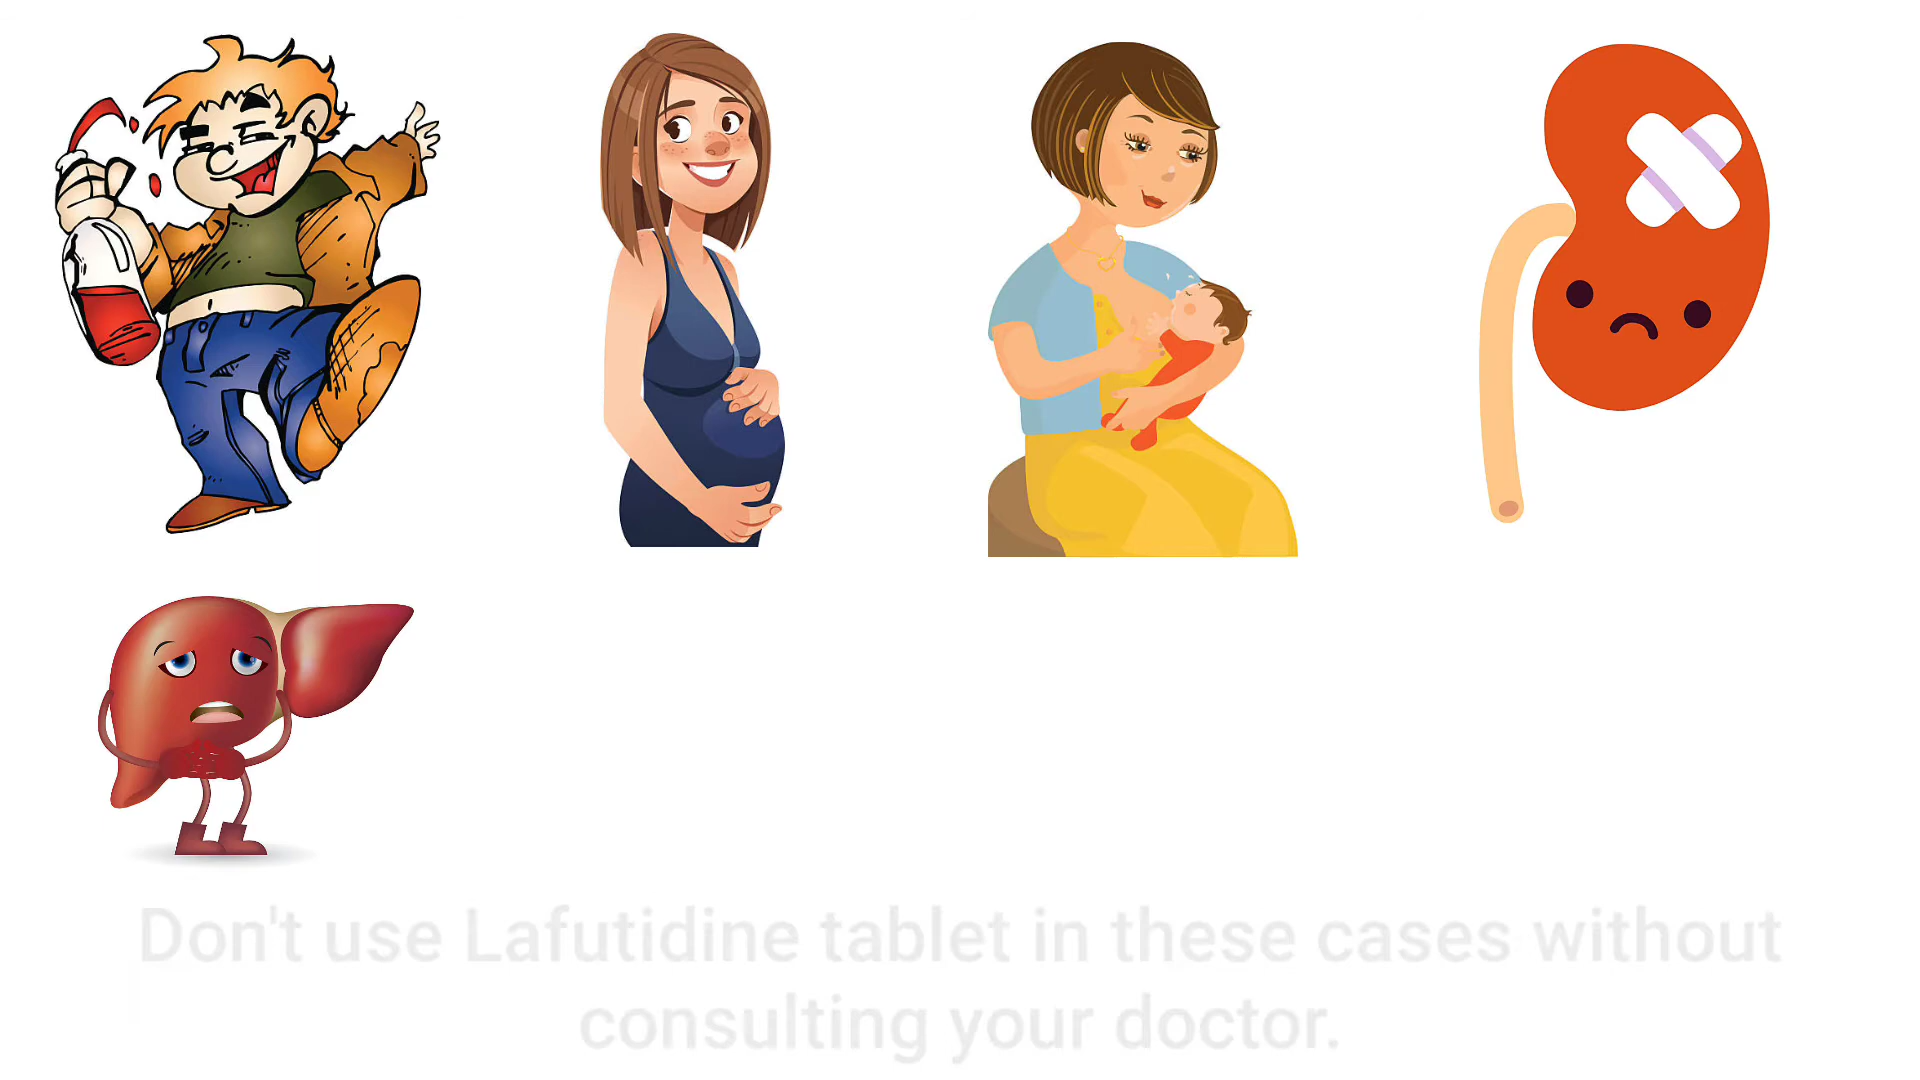 Don't use Lafutidine tablet in these cases without
consulting your doctor.